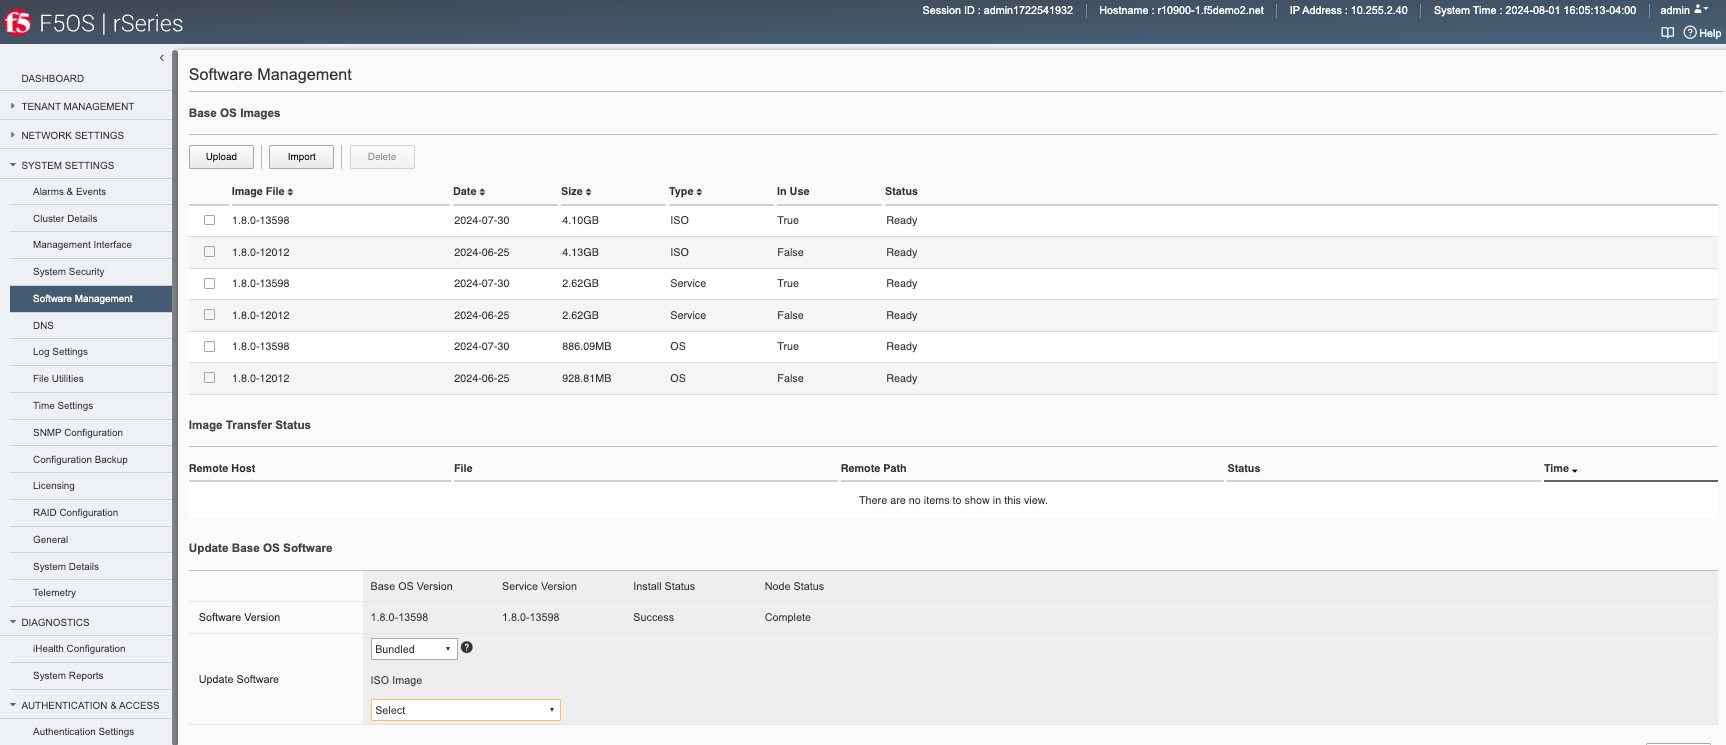 Session ID : admin1722541932 Hostname : r10900-1.f5demo2.net IP Address : 10.255.2.40 System Time : 2024-08-01 16:05:13-04:00 admin
f5 F5OS | rSeries
Help
DASHBOARD
TENANT MANAGEMENT
NETWORK SETTINGS
SYSTEM SETTINGS
Alarms & Events
Cluster Details
Management Interface
System Security
Software Management
DNS
Log Settings
File Utilities
Time Settings
SNMP Configuration
Configuration Backup
Licensing
RAID Configuration
General
System Details
Telemetry
DIAGNOSTICS
iHealth Configuration
System Reports
AUTHENTICATION & ACCESS
Authentication Settings
Software Management
Base OS Images
Upload Import Delete
Image File Date Size Type In Use Status
1.8.0-13598 2024-07-30 4.10GB ISO True Ready
1.8.0-12012 2024-06-25 4.13GB ISO False Ready
1.8.0-13598 2024-07-30 2.62GB Service True Ready
1.8.0-12012 2024-06-25 2.62GB Service False Ready
1.8.0-13598 2024-07-30 886.09MB OS True Ready
1.8.0-12012 2024-06-25 928.81MB OS False Ready
Image Transfer Status
Remote Host File Remote Path Status Time
There are no items to show in this view.
Update Base OS Software
Base OS Version Service Version Install Status Node Status
Software Version 1.8.0-13598 1.8.0-13598 Success Complete
Bundled ?
Update Software
ISO Image
Select